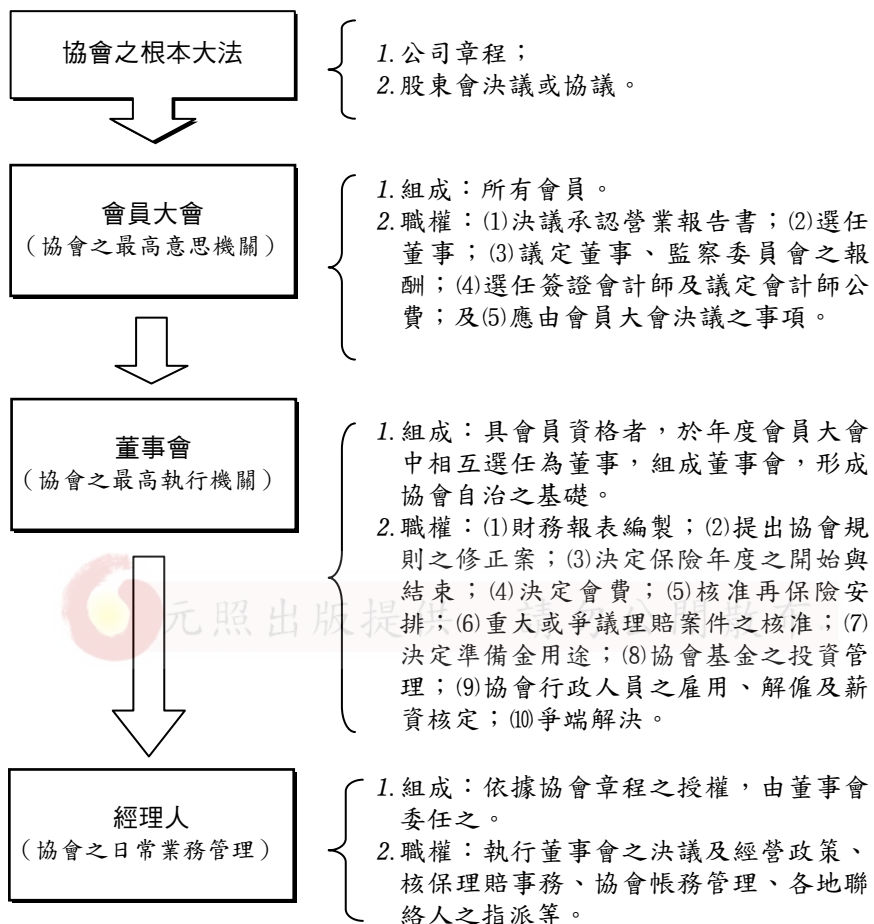 協會之根本大法
1.公司章程；
2.股東會決議或協議。
會員大會
（協會之最高意思機關）
1.組成：所有會員。
2.職權：⑴決議承認營業報告書；⑵選任
董事；⑶議定董事、監察委員會之報
酬；⑷選任簽證會計師及議定會計師公
費；及⑸應由會員大會決議之事項。
董事會
（協會之最高執行機關）
1.組成：具會員資格者，於年度會員大會
中相互選任為董事，組成董事會，形成
協會自治之基礎。
2.職權：⑴財務報表編製；⑵提出協會規
則之修正案；⑶決定保險年度之開始與
結束；⑷決定會費；⑸核准再保險安
排；⑹重大或爭議理賠案件之核准；⑺
決定準備金用途；⑻協會基金之投資管
理；⑼協會行政人員之雇用、解僱及薪
資核定；⑽爭端解決。
元照出版提供 請勿公開散布。
經理人
（協會之日常業務管理）
1.組成：依據協會章程之授權，由董事會
委任之。
2.職權：執行董事會之決議及經營政策、
核保理賠事務、協會帳務管理、各地聯
絡人之指派等。